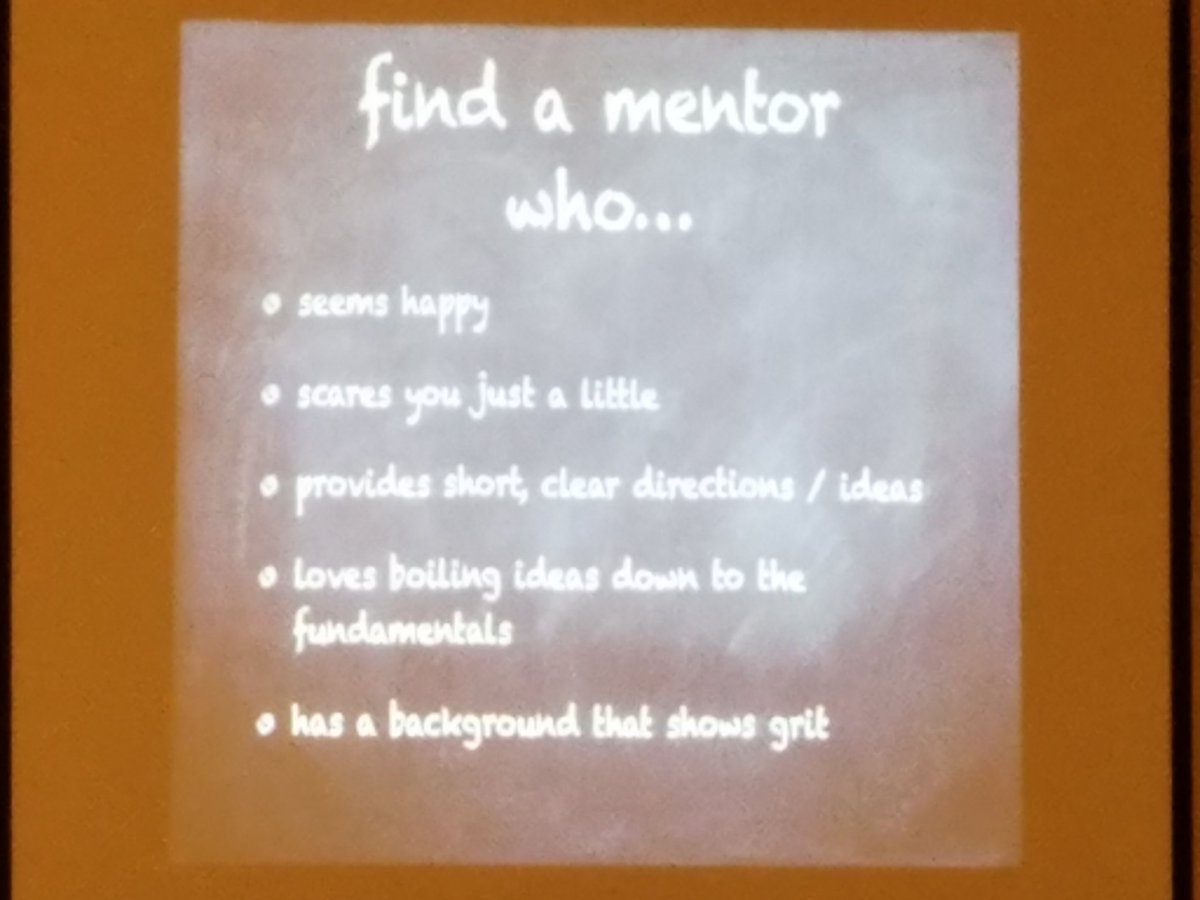 find a mentor
who...
• seems happy
• scares you just a little
• provides short, clear directions / ideas
• loves boiling ideas down to the
fundamentals
• has a background that shows grit